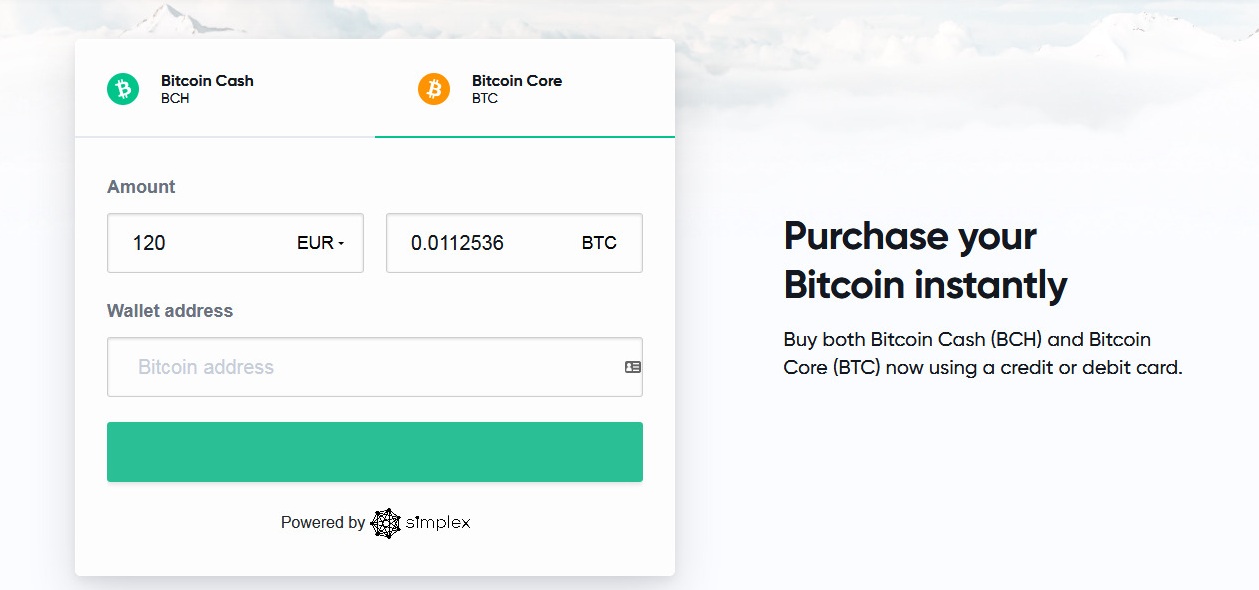 Bitcoin Cash
BCH
Bitcoin Core
BTC
Amount
120 EUR
0.0112536 BTC
Wallet address
Bitcoin address
Powered by simplex
Purchase your
Bitcoin instantly
Buy both Bitcoin Cash (BCH) and Bitcoin
Core (BTC) now using a credit or debit card.